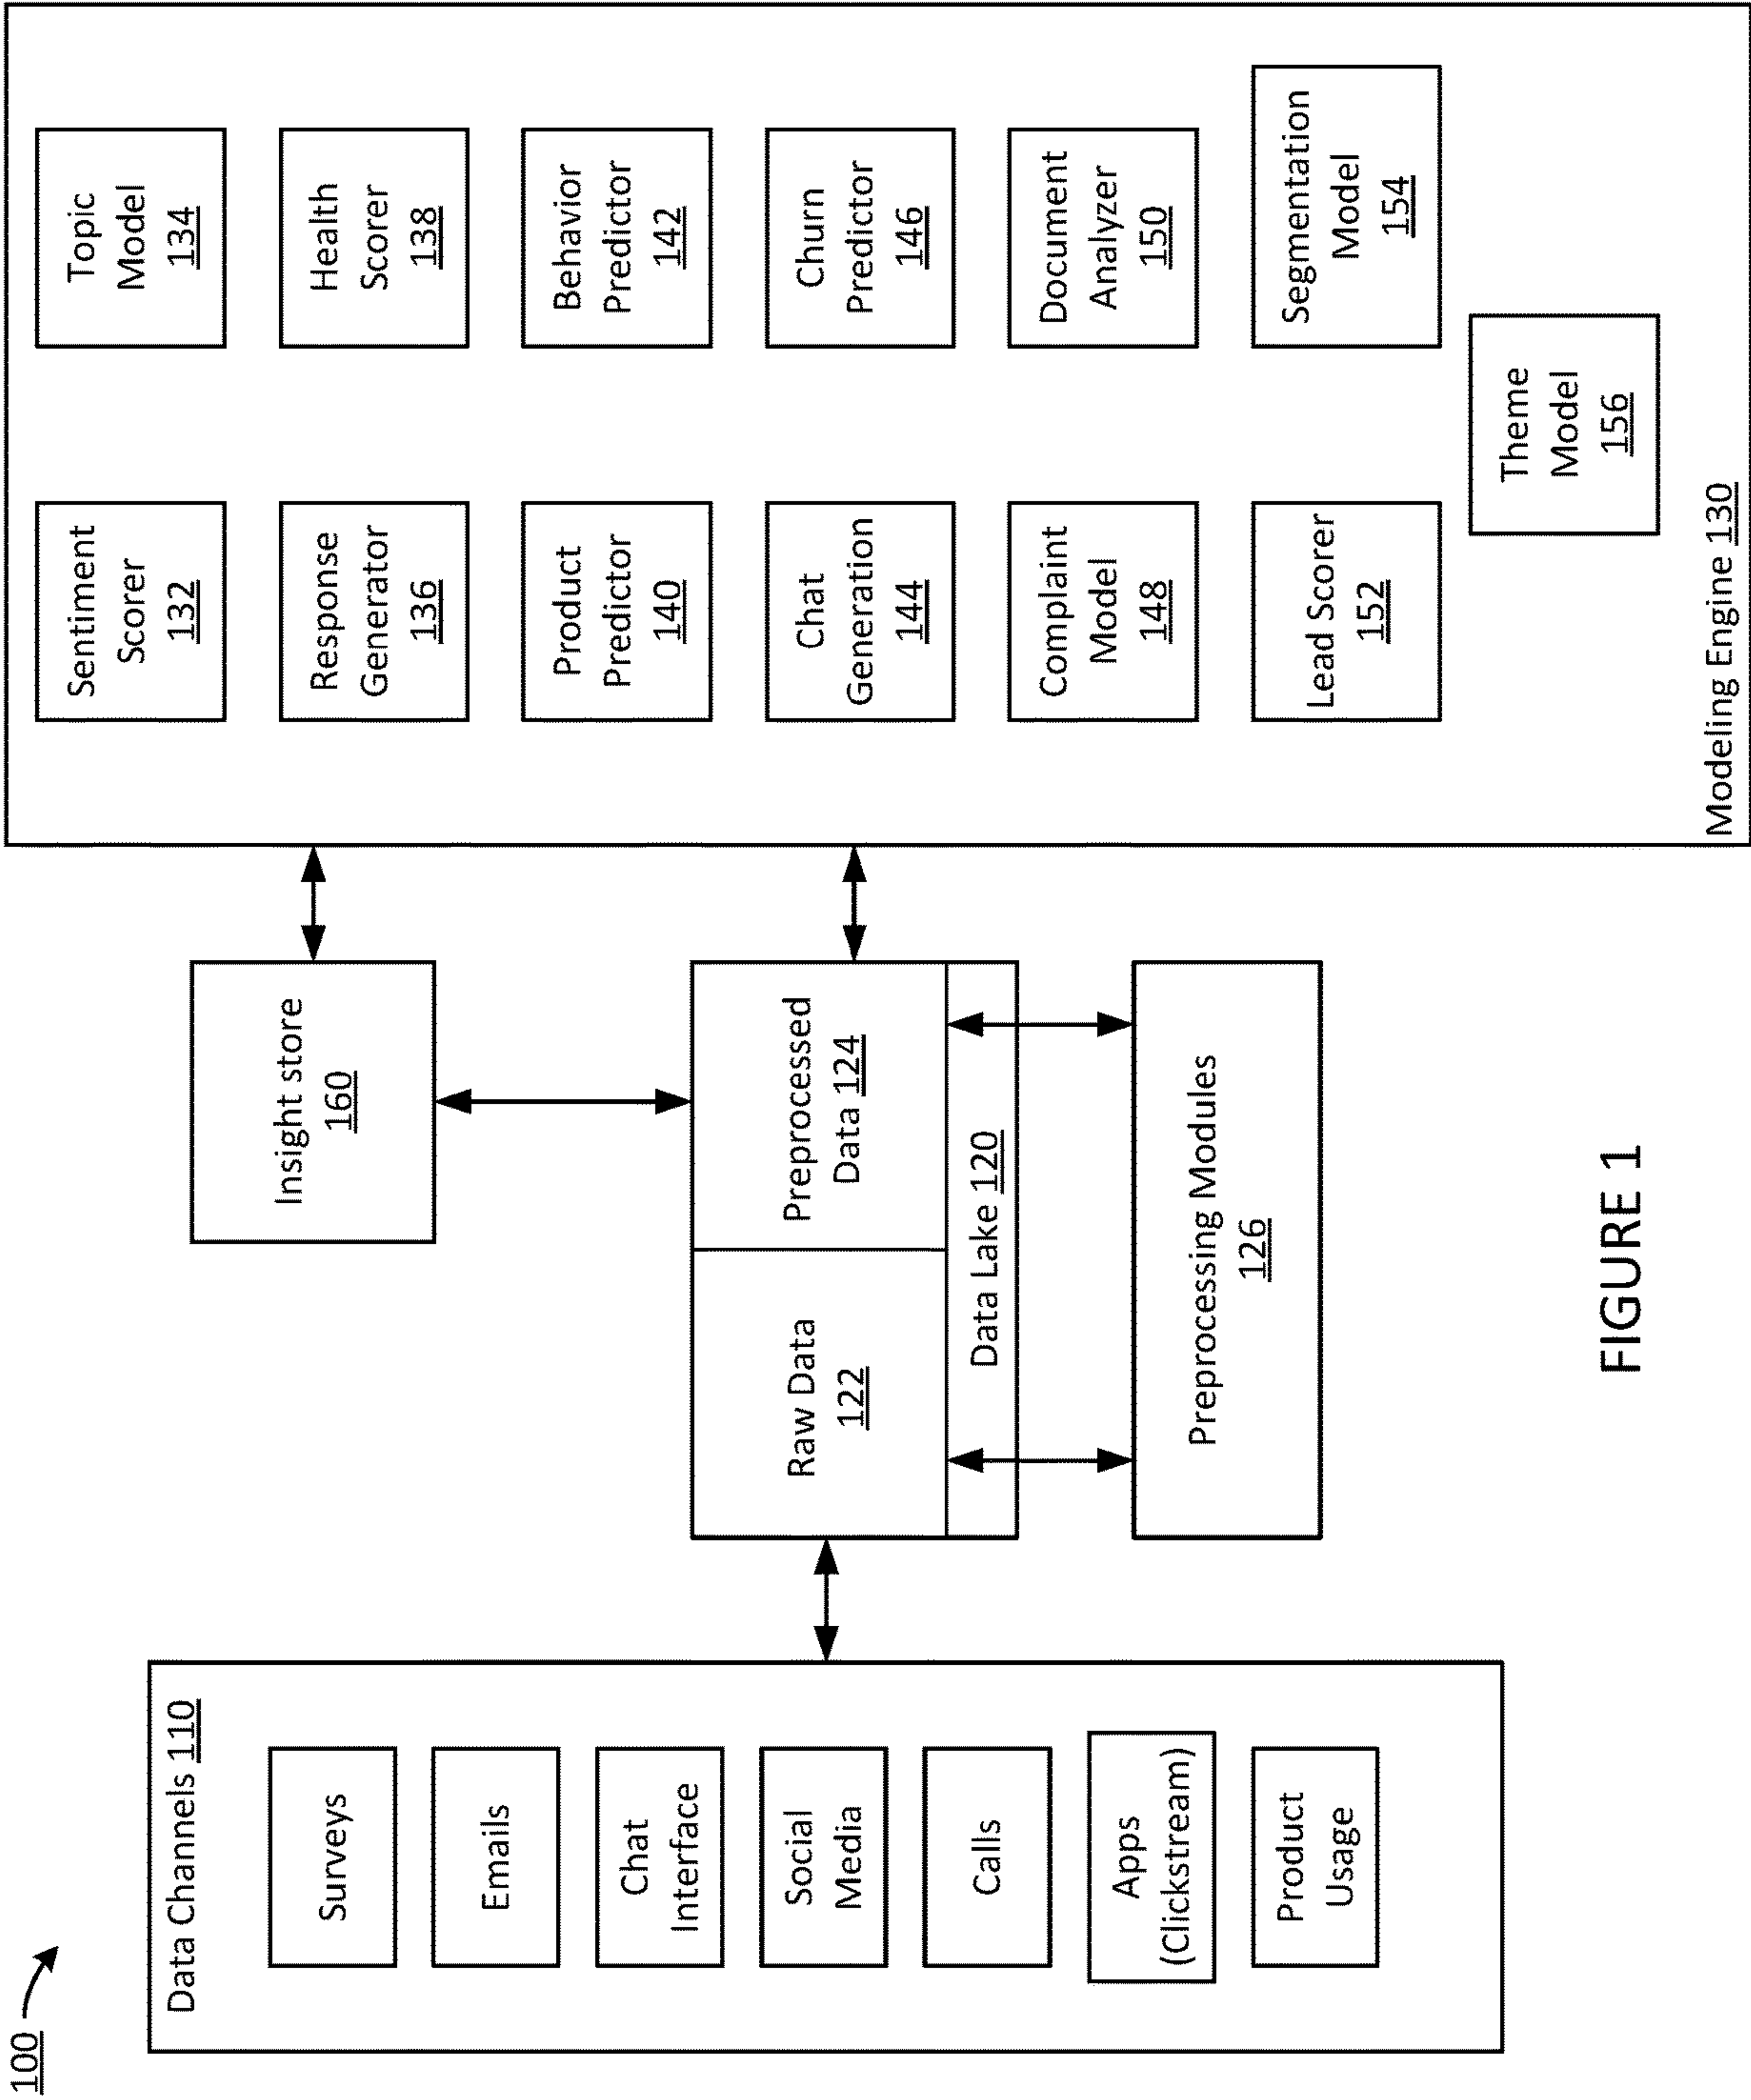 100
Data Channels 110
Surveys
Emails
Chat
Interface
Social
Media
Calls
Apps
(Clickstream)
Product
Usage
Insight store
160
Raw Data
122
Preprocessed
Data 124
Data Lake 120
Preprocessing Modules
126
Sentiment
Scorer
132
Topic
Model
134
Response
Generator
136
Health
Scorer
138
Product
Predictor
140
Behavior
Predictor
142
Chat
Generation
144
Churn
Predictor
146
Complaint
Model
148
Document
Analyzer
150
Lead Scorer
152
Segmentation
Model
154
Theme
Model
156
Modeling Engine 130
FIGURE 1